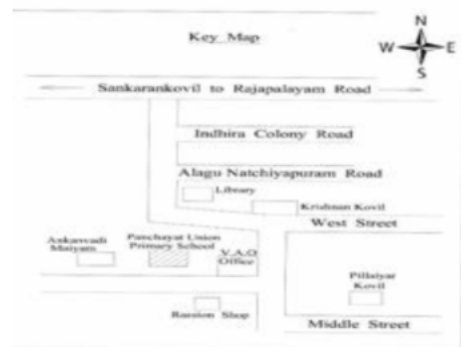 Key Map
N
W E
S
Sankarankovil to Rajapalayam Road
Indhira Colony Road
Alagu Natchiyapuram Road
Library
Krishnan Kovil
West Street
Ankanvadi
Maiyam
Panchayat Union
Primary School
V.A.O
Office
Pillaiyar
Kovil
Rassion Shop
Middle Street